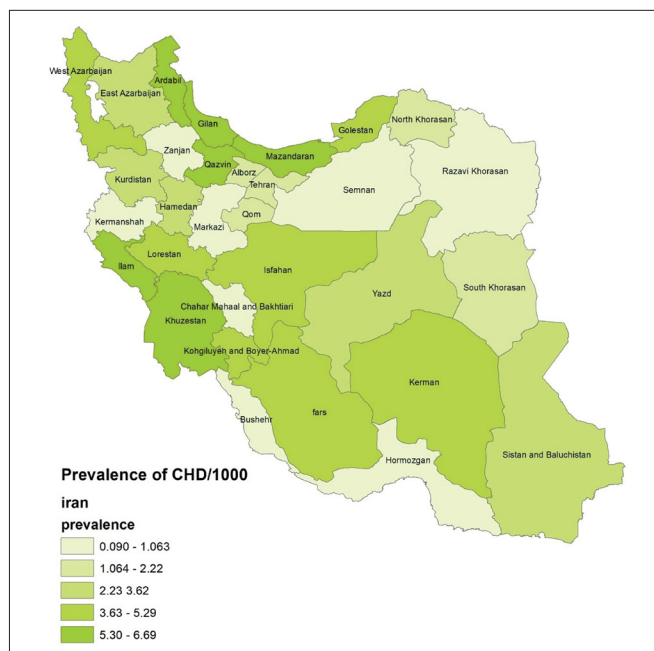 West Azarbaijan
Ardabil
East Azarbaijan
Gilan
Golestan
North Khorasan
Zanjan
Mazandaran
Qazvin
Alborz
Razavi Khorasan
Tehran
Semnan
Kurdistan
Hamedan
Qom
Kermanshah
Markazi
Lorestan
Ilam
Isfahan
South Khorasan
Yazd
Chahar Mahaal and Bakhtiari
Khuzestan
Kohgiluyeh and Boyer-Ahmad
Kerman
fars
Bushehr
Sistan and Baluchistan
Hormozgan
Prevalence of CHD/1000
iran
prevalence
0.090 - 1.063
1.064 - 2.22
2.23 3.62
3.63 - 5.29
5.30 - 6.69